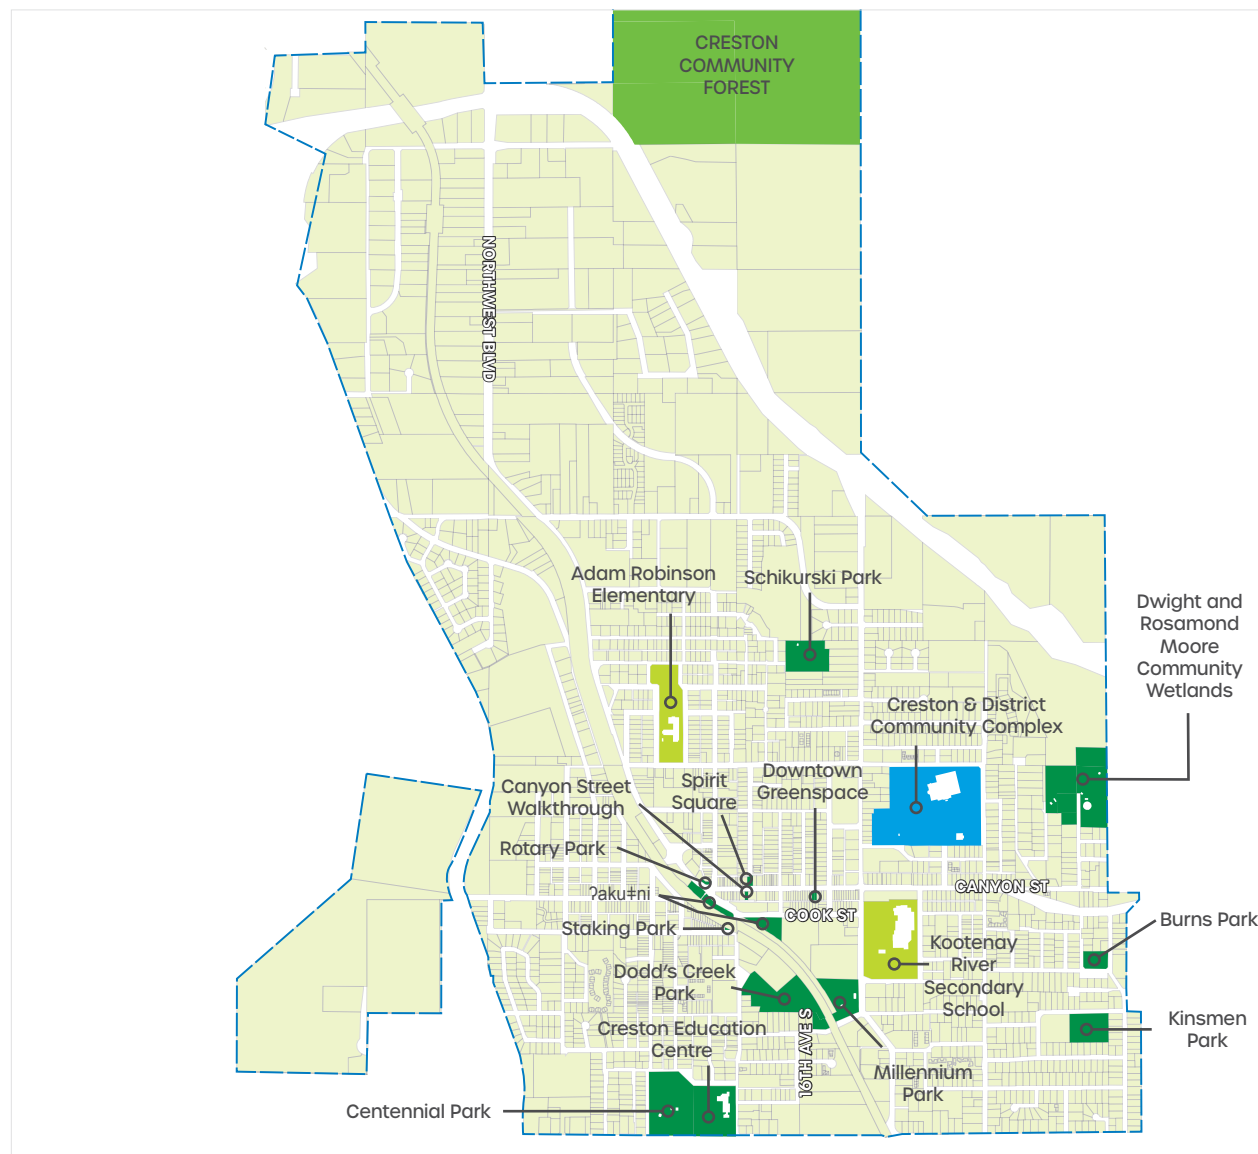 CRESTON
COMMUNITY
FOREST
NORTHWEST BLVD
Adam Robinson
Elementary
Schikurski Park
Dwight and
Rosamond
Moore
Community
Wetlands
Creston & District
Community Complex
Canyon Street
Walkthrough
Spirit
Square
Downtown
Greenspace
Rotary Park
ʔakuǂni
Staking Park
CANYON ST
COOK ST
Burns Park
Kootenay
River
Secondary
School
Dodd's Creek
Park
Creston Education
Centre
16TH AVE S
Kinsmen
Park
Millennium
Park
Centennial Park